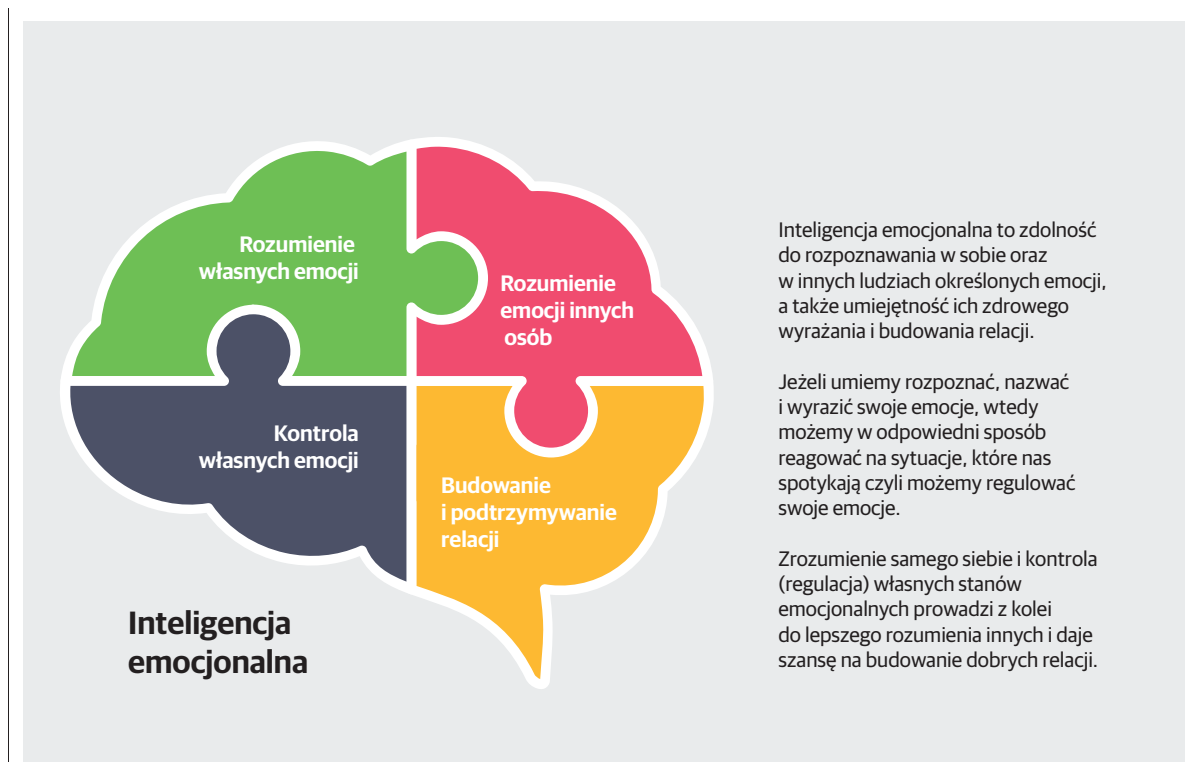 Rozumienie
własnych emocji
Rozumienie
emocji innych
osób
Kontrola
własnych emocji
Budowanie
i podtrzymywanie
relacji
Inteligencja
emocjonalna
Inteligencja emocjonalna to zdolność
do rozpoznawania w sobie oraz
w innych ludziach określonych emocji,
a także umiejętność ich zdrowego
wyrażania i budowania relacji.
Jeżeli umiemy rozpoznać, nazwać
i wyrazić swoje emocje, wtedy
możemy w odpowiedni sposób
reagować na sytuacje, które nas
spotykają czyli możemy regulować
swoje emocje.
Zrozumienie samego siebie i kontrola
(regulacja) własnych stanów
emocjonalnych prowadzi z kolei
do lepszego rozumienia innych i daje
szansę na budowanie dobrych relacji.